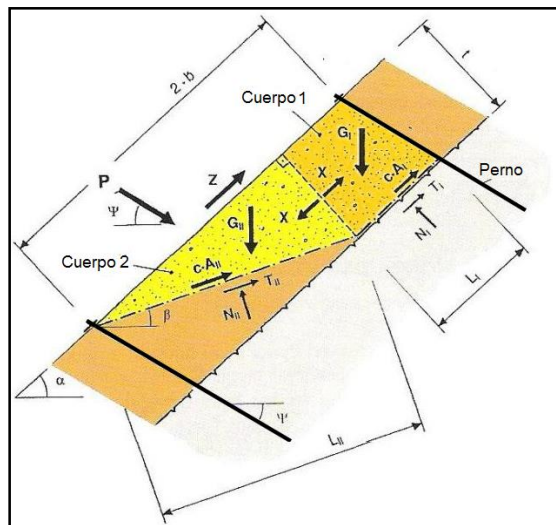 2·b
t
Cuerpo 1
P
Z
G_I
c·A_I
X
T_I
Perno
Ψ
X
G_II
N_I
Cuerpo 2
c·A_II
T_II
L_I
β
N_II
α
Ψ
L_II